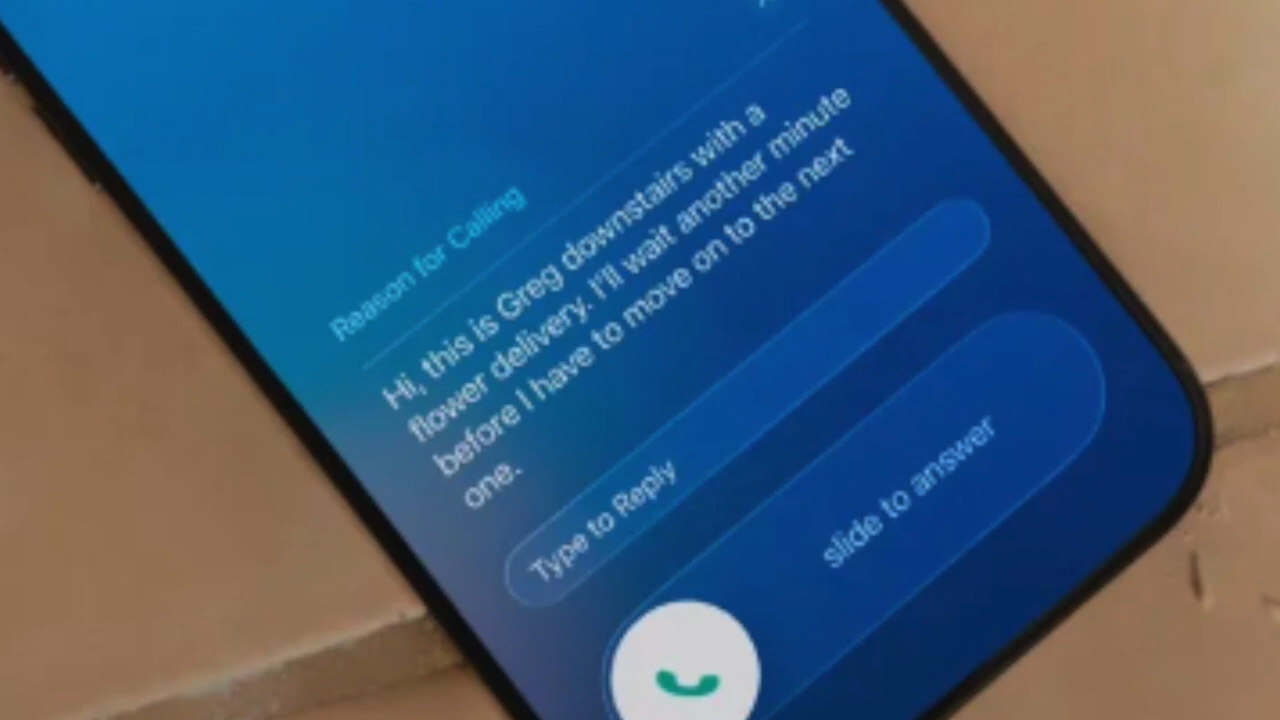 Reason for Calling
Hi, this is Greg downstairs with a
flower delivery. I'll wait another minute
before I have to move on to the next
one.
Type to Reply
slide to answer